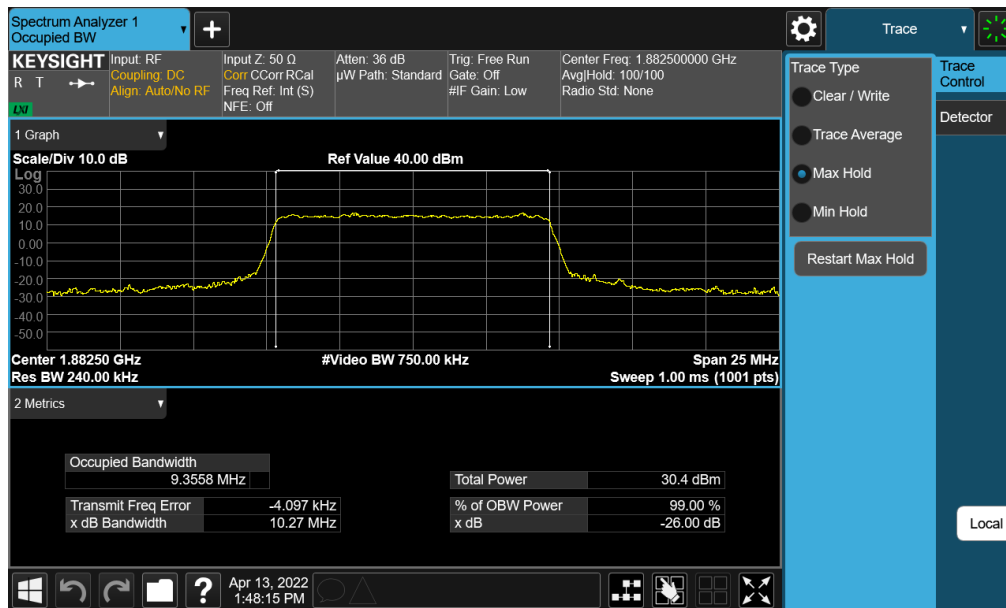 Spectrum Analyzer 1
Occupied BW
+
Trace
KEYSIGHT
R T
LXI
Input: RF
Coupling: DC
Align: Auto/No RF
Input Z: 50 Ω
Corr CCorr RCal
Freq Ref: Int (S)
NFE: Off
Atten: 36 dB
µW Path: Standard
Trig: Free Run
Gate: Off
#IF Gain: Low
Center Freq: 1.882500000 GHz
Avg|Hold: 100/100
Radio Std: None
1 Graph
Scale/Div 10.0 dB
Ref Value 40.00 dBm
Log
30.0
20.0
10.0
0.00
-10.0
-20.0
-30.0
-40.0
-50.0
Center 1.88250 GHz
#Video BW 750.00 kHz
Span 25 MHz
Res BW 240.00 kHz
Sweep 1.00 ms (1001 pts)
2 Metrics
Occupied Bandwidth
9.3558 MHz
Total Power 30.4 dBm
Transmit Freq Error -4.097 kHz
% of OBW Power 99.00 %
x dB Bandwidth 10.27 MHz
x dB -26.00 dB
Trace Type
Clear / Write
Trace Average
Max Hold
Min Hold
Restart Max Hold
Trace
Control
Detector
Local
?
Apr 13, 2022
1:48:15 PM